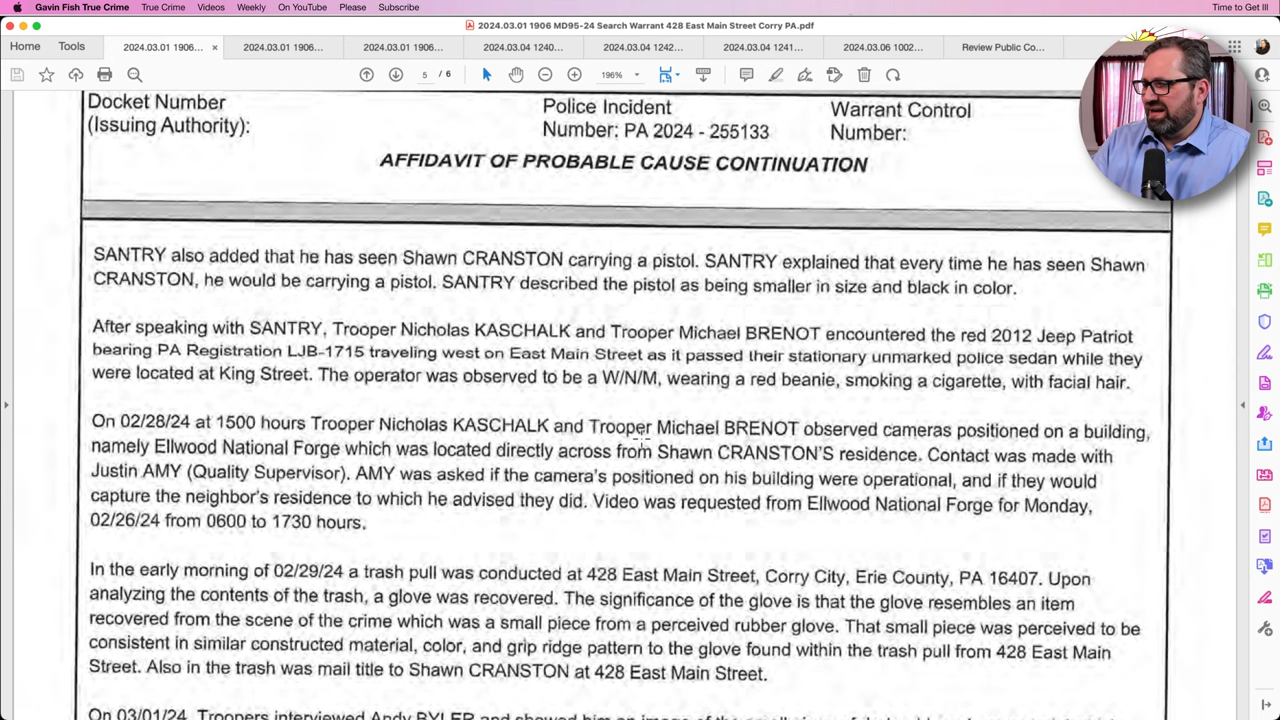 Gavin Fish True Crime True Crime Videos Weekly On YouTube Please Subscribe Time to Get Ill
2024.03.01 1906 MD95-24 Search Warrant 428 East Main Street Corry PA.pdf
Home Tools 2024.03.01 1906... × 2024.03.01 1906... 2024.03.01 1906... 2024.03.04 1240... 2024.03.04 1242... 2024.03.04 1241... 2024.03.06 1002... Review Public Co...
5 / 6 196%
Docket Number
(Issuing Authority):
Police Incident
Number: PA 2024 - 255133
Warrant Control
Number:
AFFIDAVIT OF PROBABLE CAUSE CONTINUATION
SANTRY also added that he has seen Shawn CRANSTON carrying a pistol. SANTRY explained that every time he has seen Shawn
CRANSTON, he would be carrying a pistol. SANTRY described the pistol as being smaller in size and black in color.
After speaking with SANTRY, Trooper Nicholas KASCHALK and Trooper Michael BRENOT encountered the red 2012 Jeep Patriot
bearing PA Registration LJB-1715 traveling west on East Main Street as it passed their stationary unmarked police sedan while they
were located at King Street. The operator was observed to be a W/N/M, wearing a red beanie, smoking a cigarette, with facial hair.
On 02/28/24 at 1500 hours Trooper Nicholas KASCHALK and Trooper Michael BRENOT observed cameras positioned on a building,
namely Ellwood National Forge which was located directly across from Shawn CRANSTON'S residence. Contact was made with
Justin AMY (Quality Supervisor). AMY was asked if the camera's positioned on his building were operational, and if they would
capture the neighbor's residence to which he advised they did. Video was requested from Ellwood National Forge for Monday,
02/26/24 from 0600 to 1730 hours.
In the early morning of 02/29/24 a trash pull was conducted at 428 East Main Street, Corry City, Erie County, PA 16407. Upon
analyzing the contents of the trash, a glove was recovered. The significance of the glove is that the glove resembles an item
recovered from the scene of the crime which was a small piece from a perceived rubber glove. That small piece was perceived to be
consistent in similar constructed material, color, and grip ridge pattern to the glove found within the trash pull from 428 East Main
Street. Also in the trash was mail title to Shawn CRANSTON at 428 East Main Street.
On 03/01/24, Troopers interviewed Andy BYLER and showed him an image of the small piece of